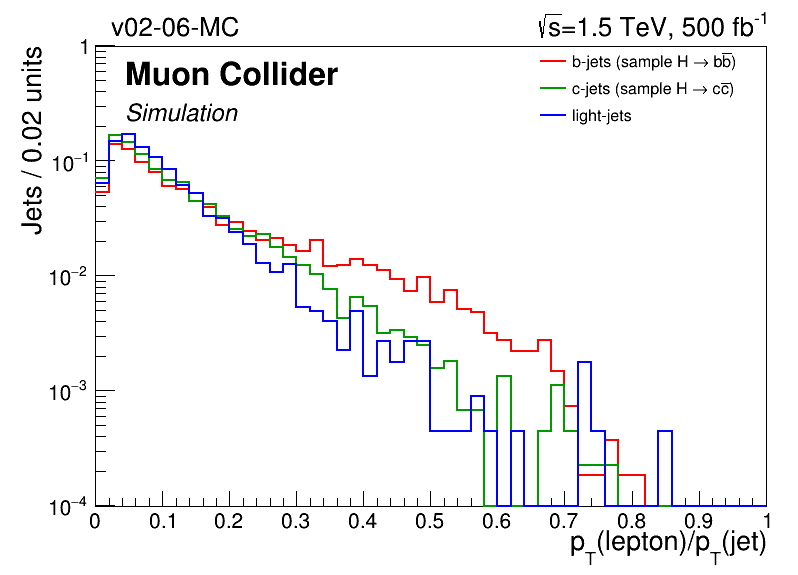 v02-06-MC
√s=1.5 TeV, 500 fb⁻¹
Muon Collider
Simulation
b-jets (sample H → bb̅)
c-jets (sample H → cc̅)
light-jets
Jets / 0.02 units
1
10⁻¹
10⁻²
10⁻³
10⁻⁴
0 0.1 0.2 0.3 0.4 0.5 0.6 0.7 0.8 0.9 1
p_T(lepton)/p_T(jet)